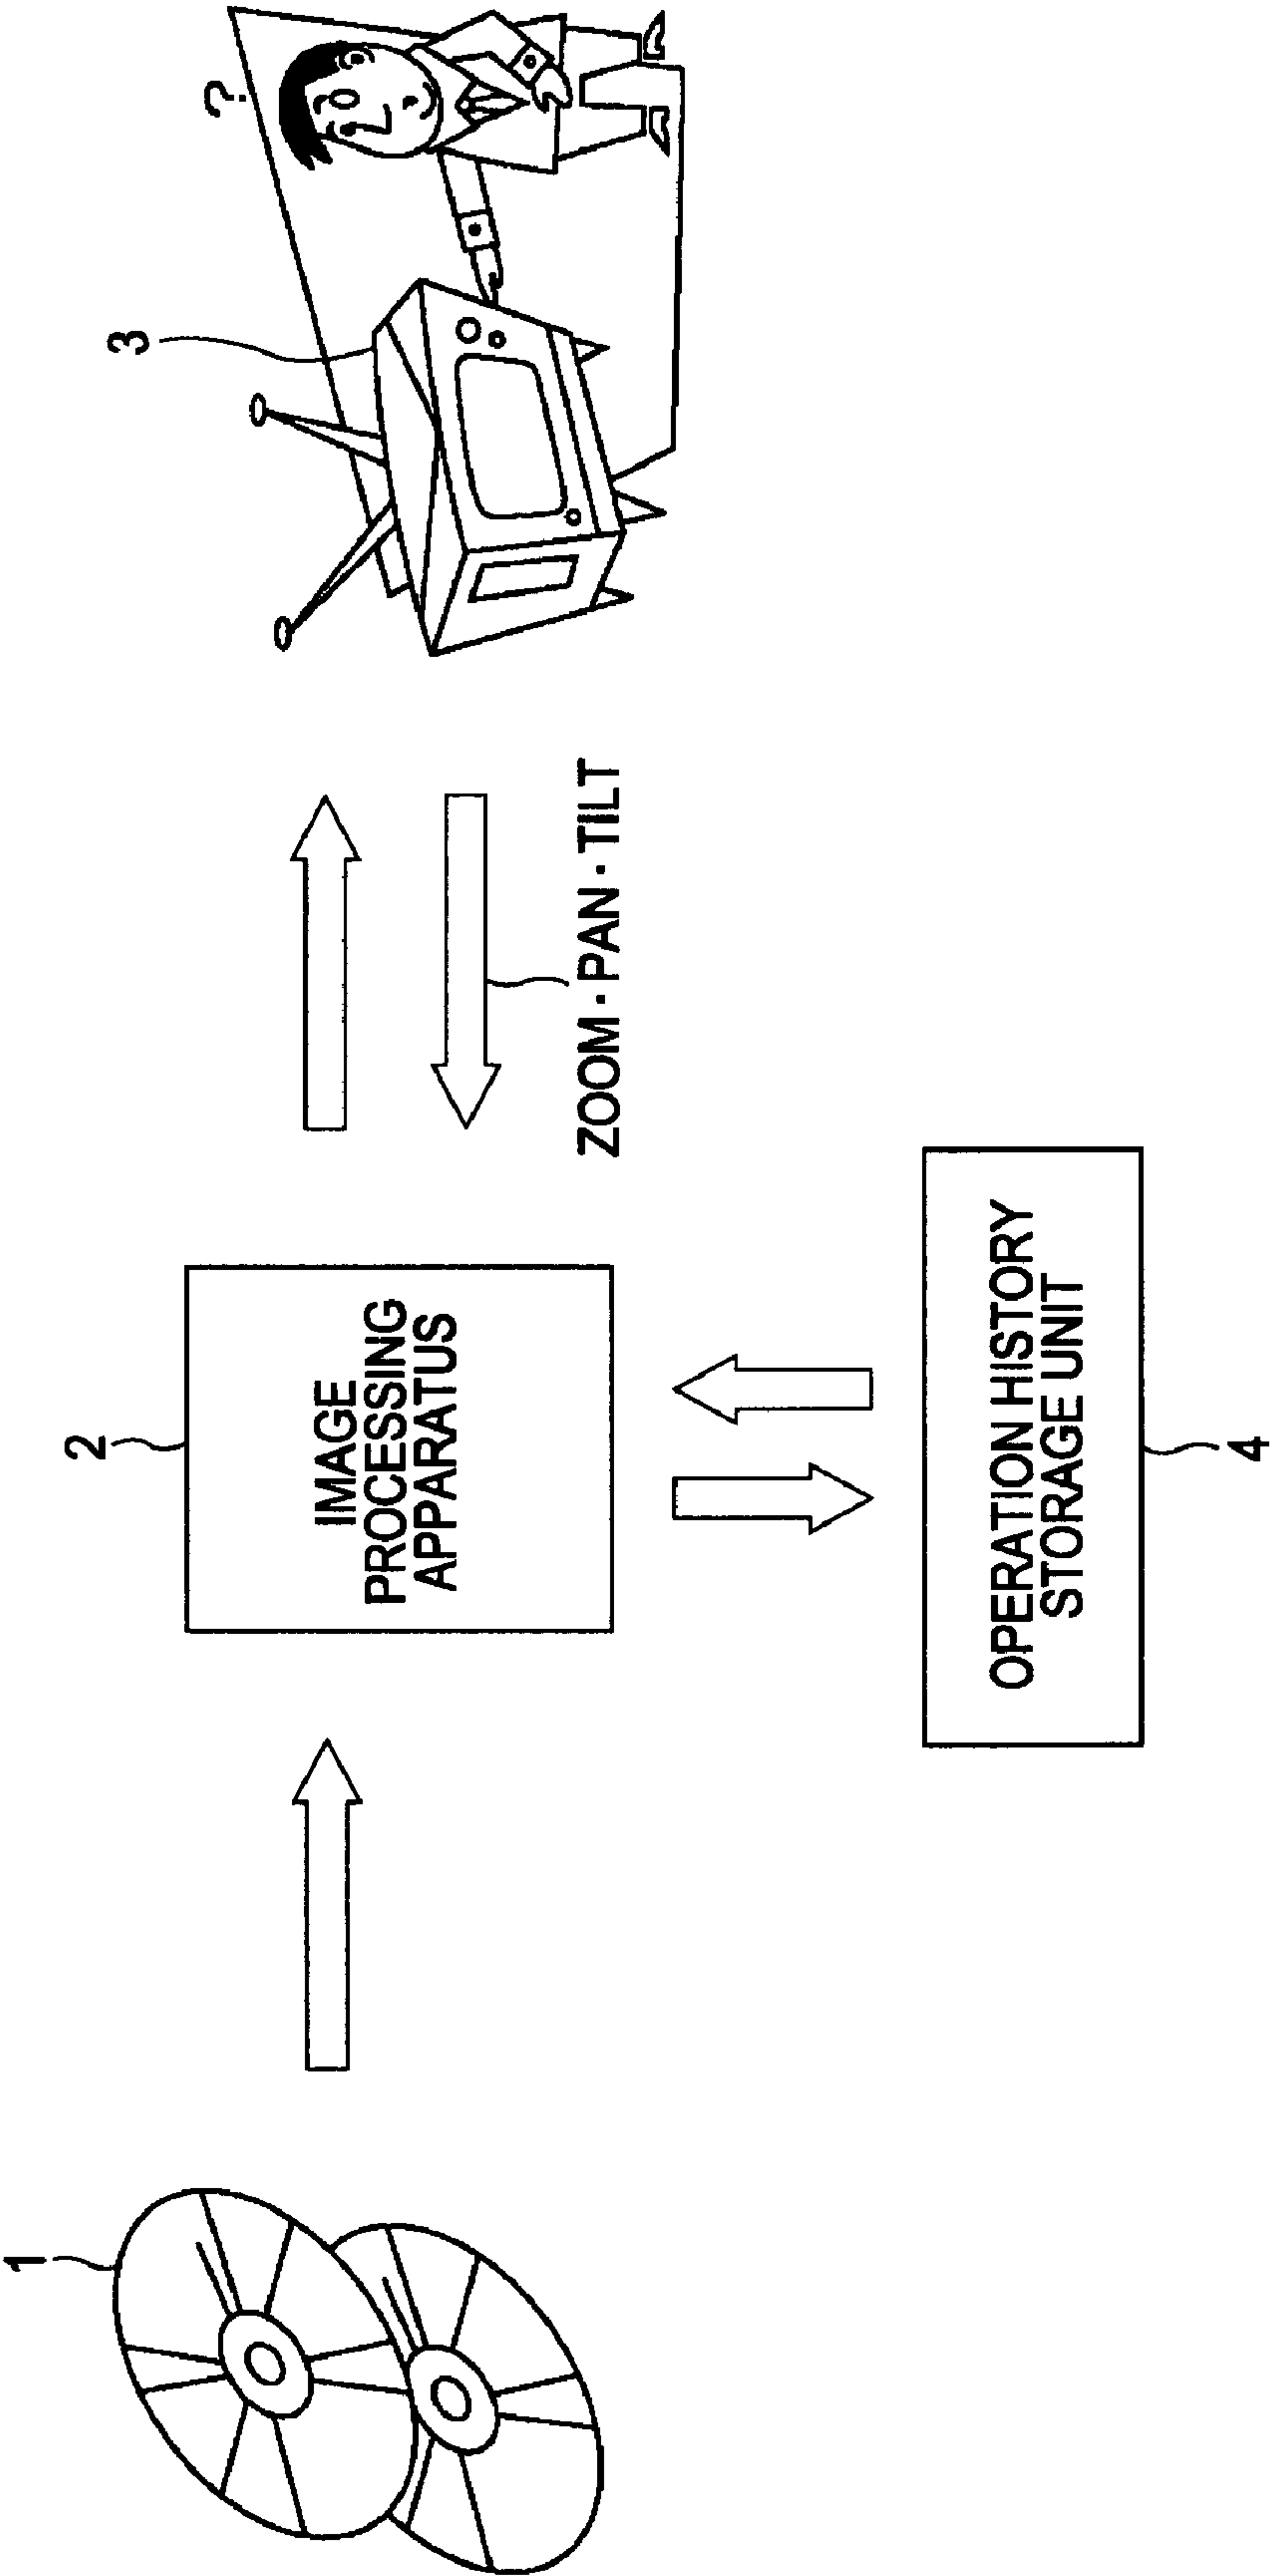 1
2
IMAGE
PROCESSING
APPARATUS
3
?
ZOOM · PAN · TILT
OPERATION HISTORY
STORAGE UNIT
4